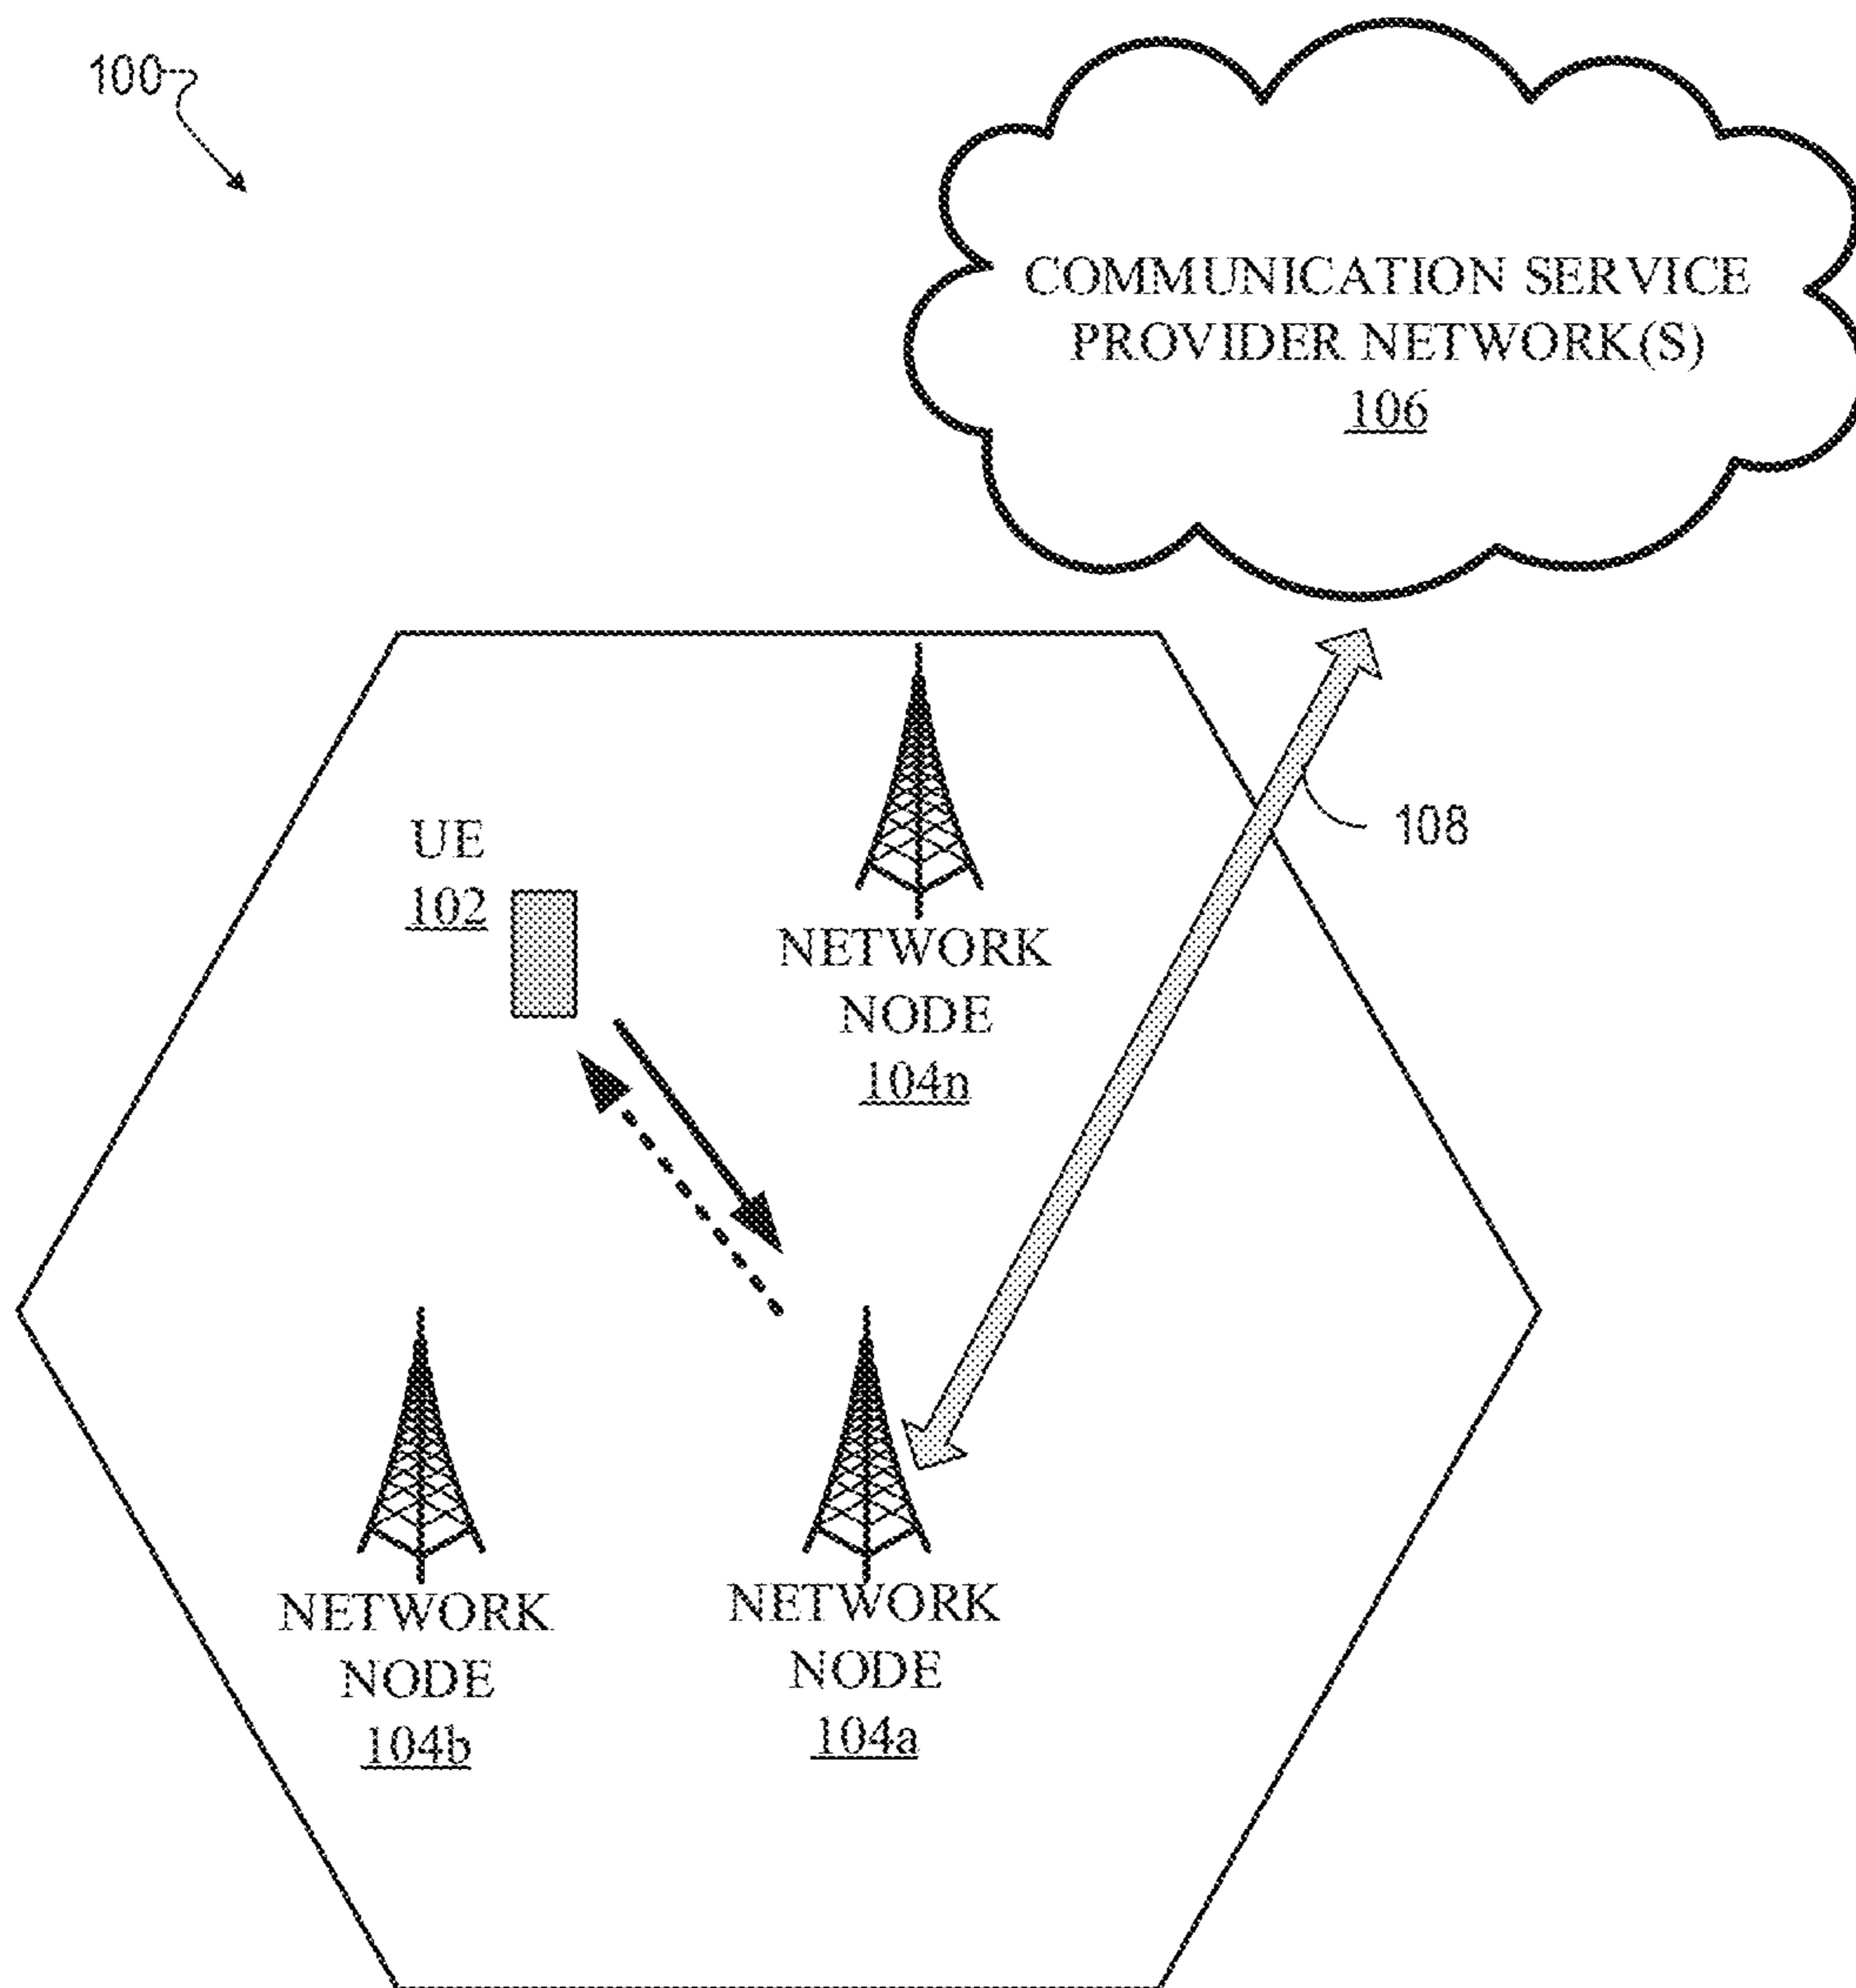 100
COMMUNICATION SERVICE
PROVIDER NETWORK(S)
106
108
UE
102
NETWORK
NODE
104n
NETWORK
NODE
104b
NETWORK
NODE
104a